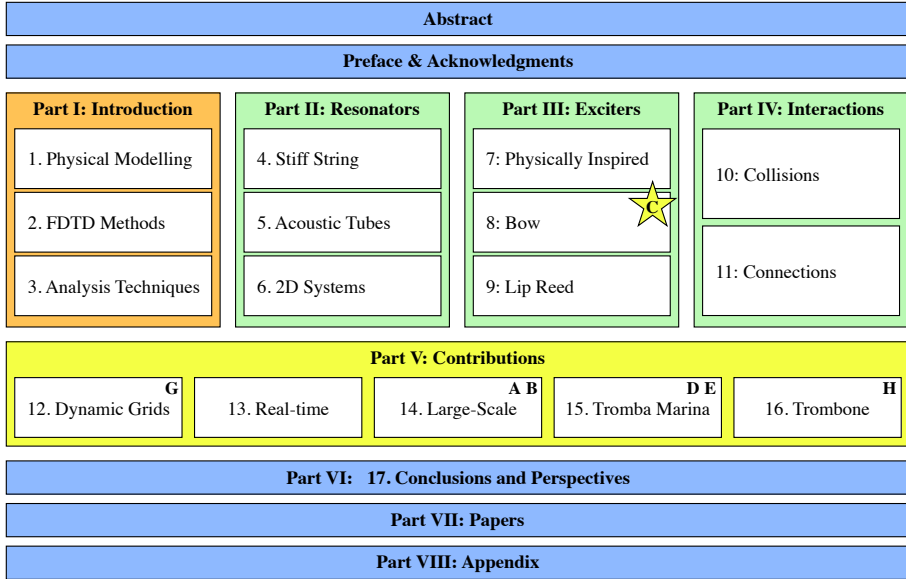 Abstract
Preface & Acknowledgments
Part I: Introduction
1. Physical Modelling
2. FDTD Methods
3. Analysis Techniques
Part II: Resonators
4. Stiff String
5. Acoustic Tubes
6. 2D Systems
Part III: Exciters
7: Physically Inspired
C
8: Bow
9: Lip Reed
Part IV: Interactions
10: Collisions
11: Connections
Part V: Contributions
G
12. Dynamic Grids
13. Real-time
A B
14. Large-Scale
D E
15. Tromba Marina
H
16. Trombone
Part VI: 17. Conclusions and Perspectives
Part VII: Papers
Part VIII: Appendix